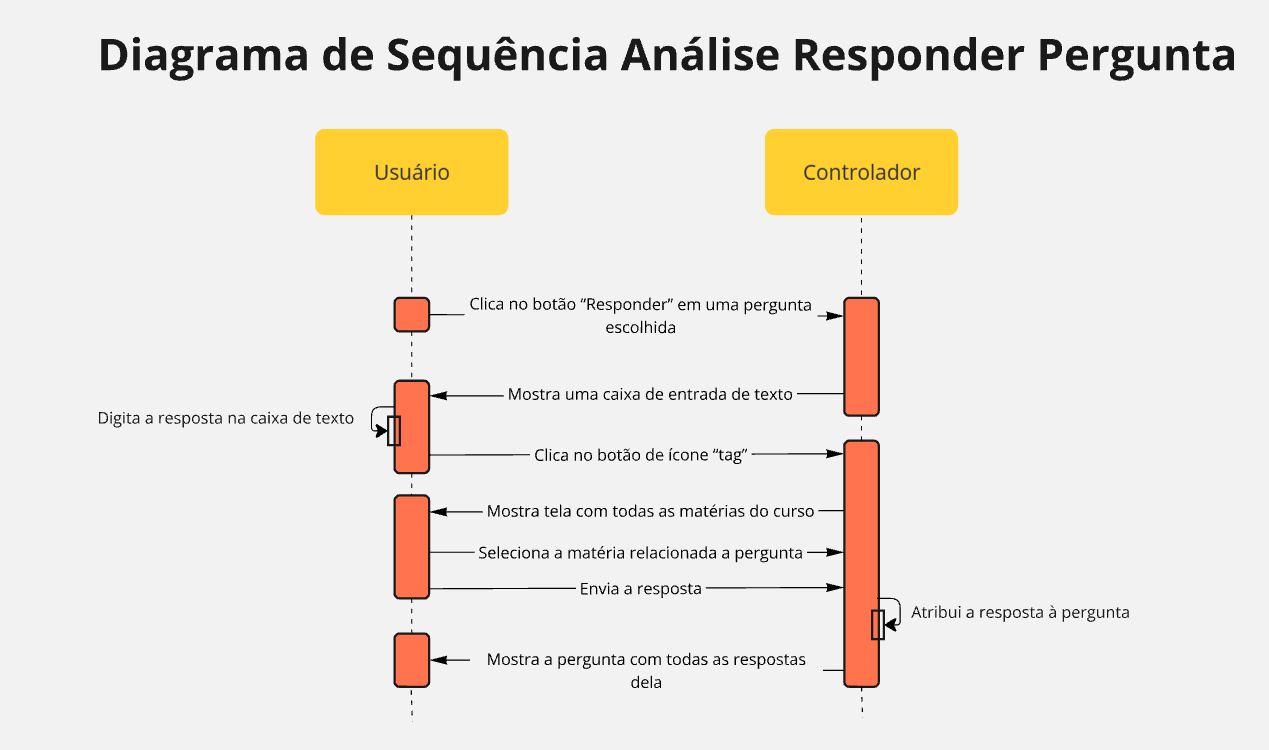 Diagrama de Sequência Análise Responder Pergunta
Usuário
Controlador
Clica no botão “Responder” em uma pergunta
escolhida
Mostra uma caixa de entrada de texto
Digita a resposta na caixa de texto
Clica no botão de ícone “tag”
Mostra tela com todas as matérias do curso
Seleciona a matéria relacionada a pergunta
Envia a resposta
Atribui a resposta à pergunta
Mostra a pergunta com todas as respostas
dela